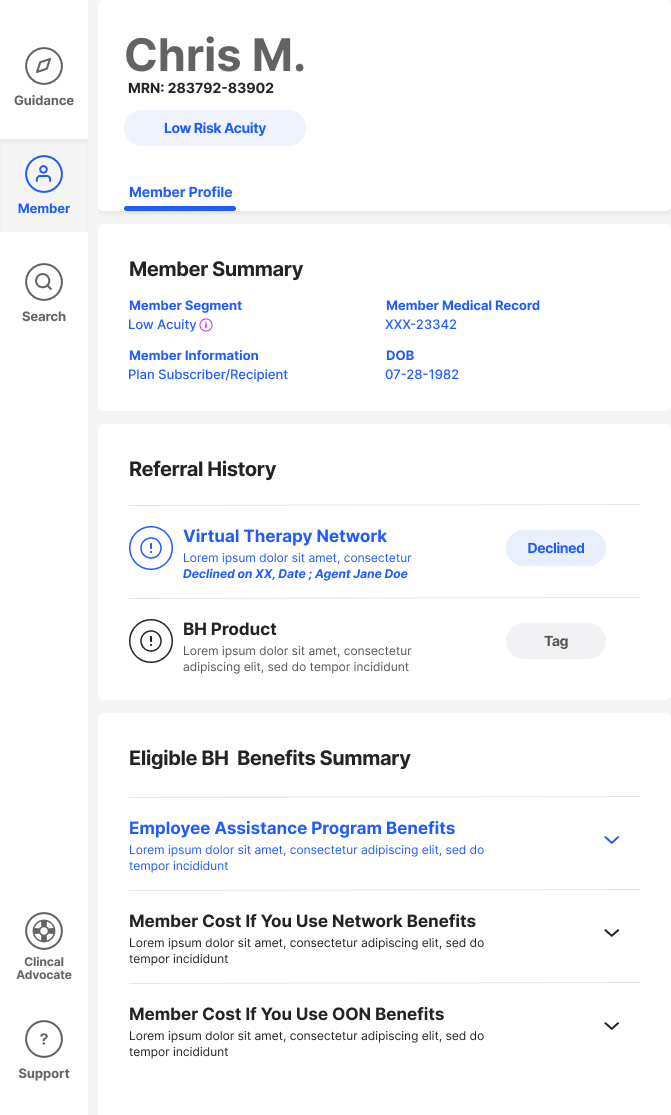 Chris M.
MRN: 283792-83902
Low Risk Acuity
Member Profile
Guidance
Member
Search
Clincal
Advocate
?
Support
Member Summary
Member Segment
Low Acuity
Member Medical Record
XXX-23342
Member Information
Plan Subscriber/Recipient
DOB
07-28-1982
Referral History
Virtual Therapy Network
Lorem ipsum dolor sit amet, consectetur
Declined on XX, Date ; Agent Jane Doe
Declined
BH Product
Lorem ipsum dolor sit amet, consectetur
adipiscing elit, sed do tempor incididunt
Tag
Eligible BH  Benefits Summary
Employee Assistance Program Benefits
Lorem ipsum dolor sit amet, consectetur adipiscing elit, sed do
tempor incididunt
Member Cost If You Use Network Benefits
Lorem ipsum dolor sit amet, consectetur adipiscing elit, sed do
tempor incididunt
Member Cost If You Use OON Benefits
Lorem ipsum dolor sit amet, consectetur adipiscing elit, sed do
tempor incididunt